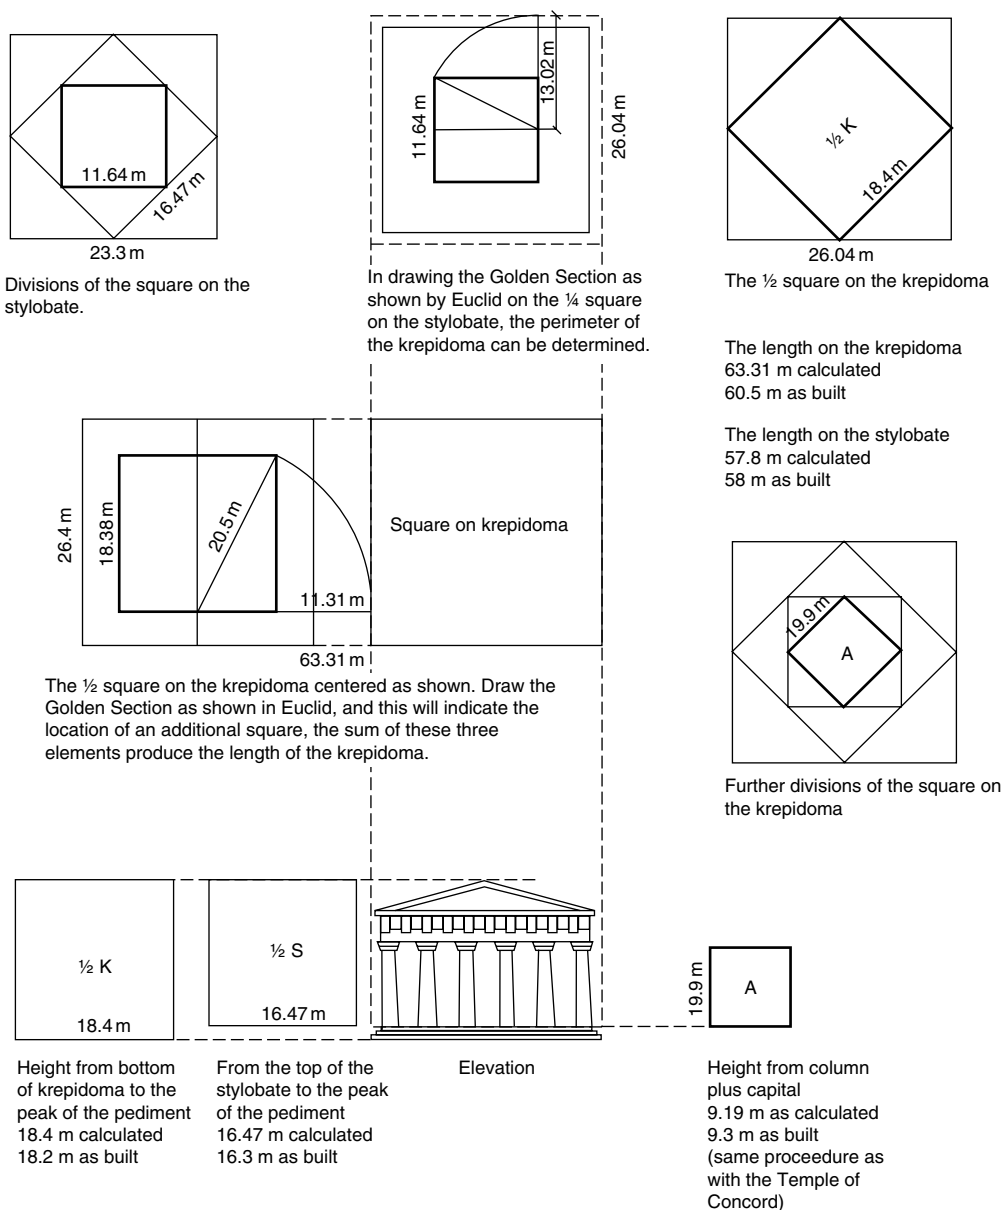 11.64 m
16.47 m
23.3 m
Divisions of the square on the
stylobate.
11.64 m
13.02 m
26.04 m
In drawing the Golden Section as
shown by Euclid on the ¼ square
on the stylobate, the perimeter of
the krepidoma can be determined.
½ K
18.4 m
26.04 m
The ½ square on the krepidoma
The length on the krepidoma
63.31 m calculated
60.5 m as built
The length on the stylobate
57.8 m calculated
58 m as built
26.4 m
18.38 m
20.5 m
11.31 m
63.31 m
Square on krepidoma
The ½ square on the krepidoma centered as shown. Draw the
Golden Section as shown in Euclid, and this will indicate the
location of an additional square, the sum of these three
elements produce the length of the krepidoma.
19.9 m
A
Further divisions of the square on
the krepidoma
½ K
18.4 m
Height from bottom
of krepidoma to the
peak of the pediment
18.4 m calculated
18.2 m as built
½ S
16.47 m
From the top of the
stylobate to the peak
of the pediment
16.47 m calculated
16.3 m as built
Elevation
19.9 m
A
Height from column
plus capital
9.19 m as calculated
9.3 m as built
(same proceedure as
with the Temple of
Concord)